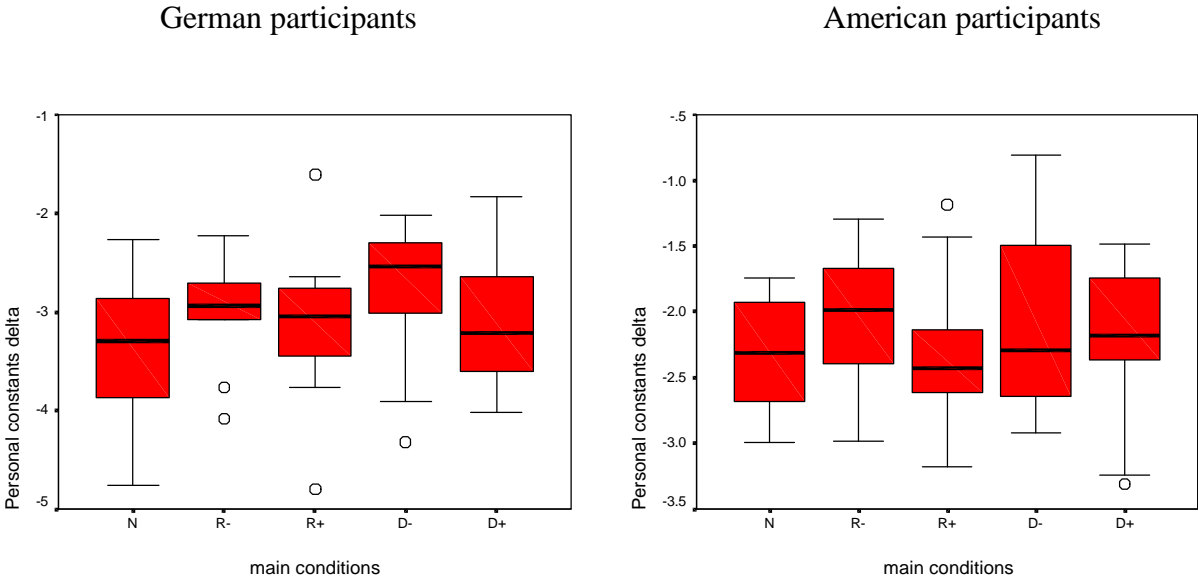 German participants
American participants
Personal constants delta
-1
-2
-3
-4
-5
N R- R+ D- D+
main conditions
Personal constants delta
-.5
-1.0
-1.5
-2.0
-2.5
-3.0
-3.5
N R- R+ D- D+
main conditions